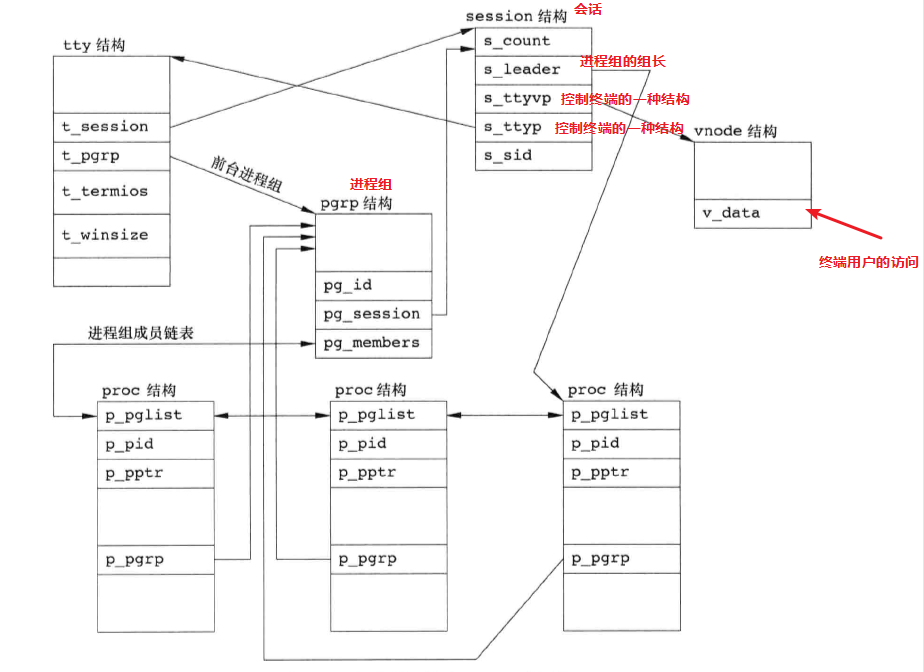 session 结构 会话
s_count
s_leader 进程组的组长
s_ttyvp 控制终端的一种结构
s_ttyp 控制终端的一种结构
s_sid
tty 结构
t_session
t_pgrp
t_termios
t_winsize
前台进程组
vnode 结构
v_data
终端用户的访问
进程组
pgrp 结构
pg_id
pg_session
pg_members
进程组成员链表
proc 结构
p_pglist
p_pid
p_pptr
p_pgrp
proc 结构
p_pglist
p_pid
p_pptr
p_pgrp
proc 结构
p_pglist
p_pid
p_pptr
p_pgrp